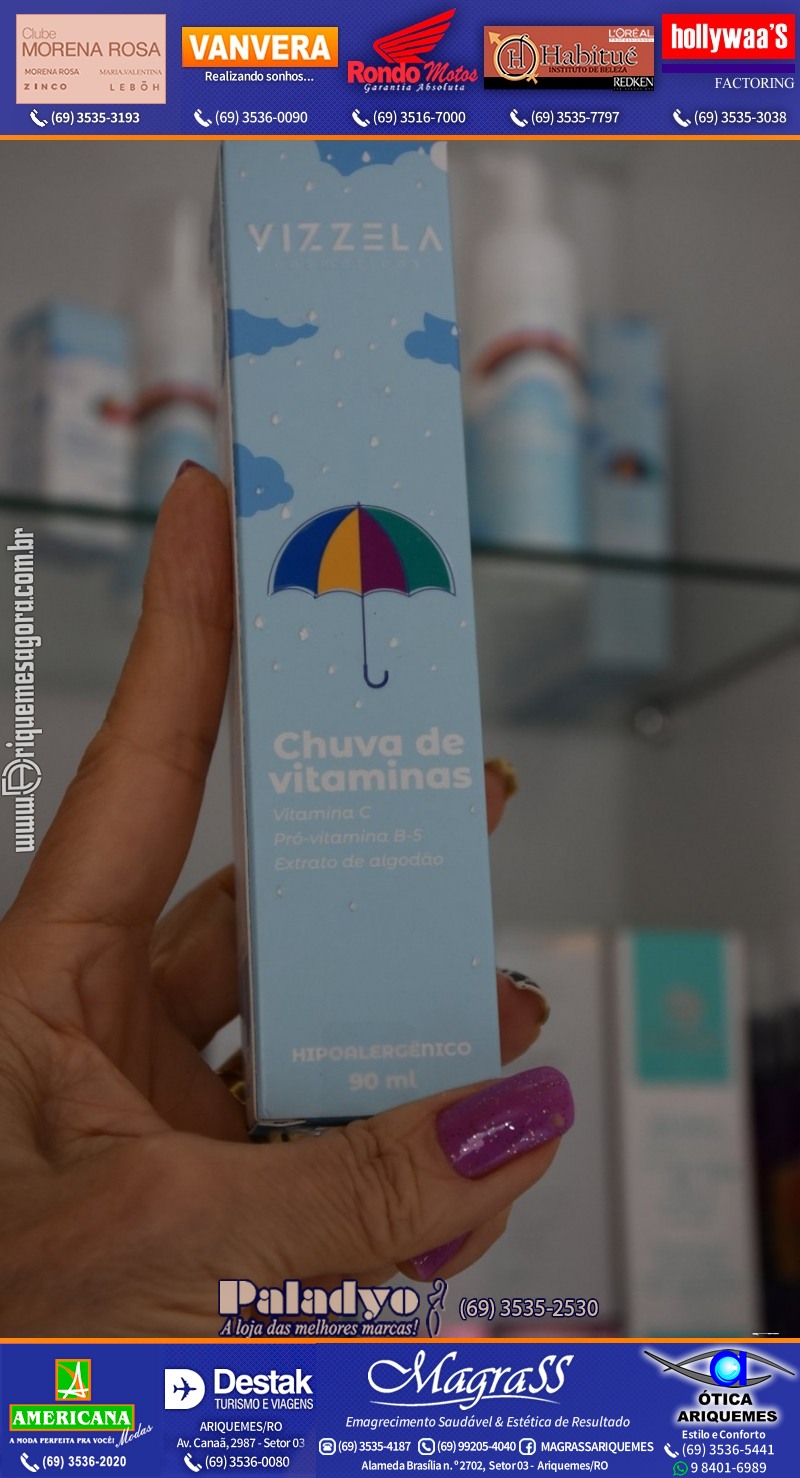 Clube
MORENA ROSA
MORENA ROSA MARIA.VALENTINA
ZINCO LEBÔH
(69) 3535-3193
VANVERA
Realizando sonhos...
(69) 3536-0090
Rondo Motos
Garantia Absoluta
(69) 3516-7000
L'ORÉAL
PROFESSIONNEL
H Habitué
INSTITUTO DE BELEZA
REDKEN
(69) 3535-7797
hollywaa's
FACTORING
(69) 3535-3038
VIZZELA
cosméticos
Chuva de
vitaminas
Vitamina C
Pró-vitamina B-5
Extrato de algodão
HIPOALERGÊNICO
90 ml
www.Ariquemesagora.com.br
Paladyo
A loja das melhores marcas!
(69) 3535-2530
AMERICANA
A MODA PERFEITA PRA VOCÊ! Modas
(69) 3536-2020
Destak
TURISMO E VIAGENS
ARIQUEMES/RO
Av. Canaã, 2987 - Setor 03
(69) 3536-0080
MagraSS
Emagrecimento Saudável & Estética de Resultado
(69) 3535-4187 (69) 99205-4040 MAGRASSARIQUEMES
Alameda Brasília n.º 2702, Setor 03 - Ariquemes/RO
ÓTICA
ARIQUEMES
Estilo e Conforto
(69) 3536-5441
9 8401-6989